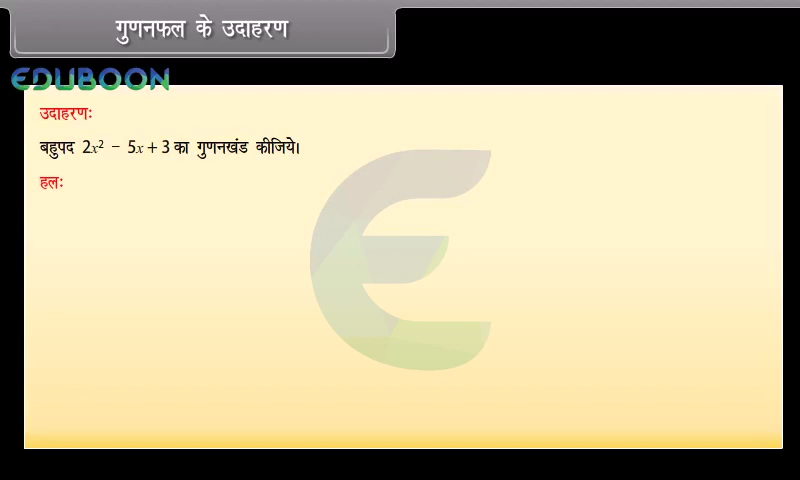 गुणनफल के उदाहरण
EDUBOON
उदाहरणः
बहुपद 2x² − 5x + 3 का गुणनखंड कीजिये।
हलः